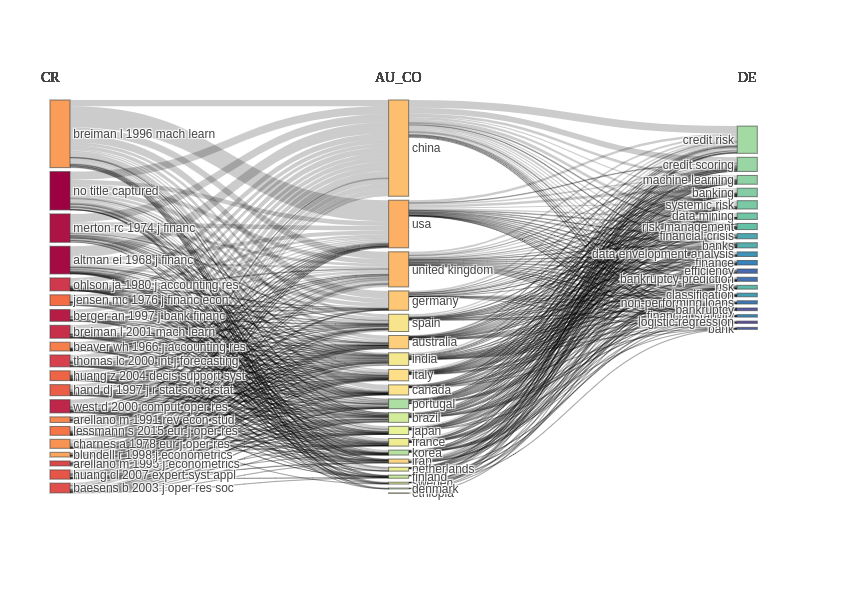 CR
AU_CO
DE
breiman l 1996 mach learn
no title captured
merton rc 1974 j financ
altman ei 1968 j financ
ohlson ja 1980 j accounting res
jensen mc 1976 j financ econ
berger an 1997 j bank financ
breiman l 2001 mach learn
beaver wh 1966 j accounting res
thomas lc 2000 int j forecasting
huang z 2004 decis support syst
hand dj 1997 j r stat soc a stat
west d 2000 comput oper res
arellano m 1991 rev econ stud
lessmann s 2015 eur j oper res
charnes a 1978 eur j oper res
blundell r 1998 j econometrics
arellano m 1995 j econometrics
huang cl 2007 expert syst appl
baesens b 2003 j oper res soc
china
usa
united kingdom
germany
spain
australia
india
italy
canada
portugal
brazil
japan
france
korea
iran
netherlands
finland
sweden
denmark
ethiopia
credit risk
credit scoring
machine learning
banking
systemic risk
data mining
risk management
financial crisis
banks
data envelopment analysis
finance
efficiency
bankruptcy prediction
risk
classification
non-performing loans
bankruptcy
logistic regression
bank